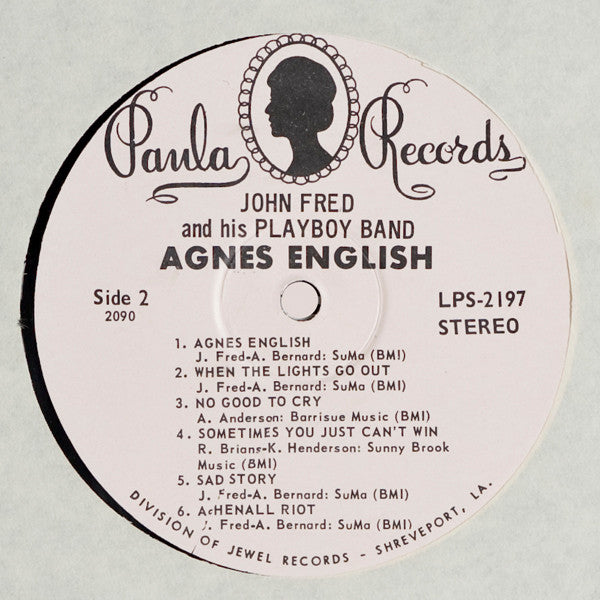 Paula Records
JOHN FRED
and his PLAYBOY BAND
AGNES ENGLISH
Side 2
2090
LPS-2197
STEREO
1. AGNES ENGLISH
J. Fred-A. Bernard: SuMa (BMI)
2. WHEN THE LIGHTS GO OUT
J. Fred-A. Bernard: SuMa (BMI)
3. NO GOOD TO CRY
A. Anderson: Barrisue Music (BMI)
4. SOMETIMES YOU JUST CAN'T WIN
R. Brians-K. Henderson: Sunny Brook
Music (BMI)
5. SAD STORY
J. Fred-A. Bernard: SuMa (BMI)
6. AcHENALL RIOT
J. Fred-A. Bernard: SuMa (BMI)
DIVISION OF JEWEL RECORDS - SHREVEPORT, LA.